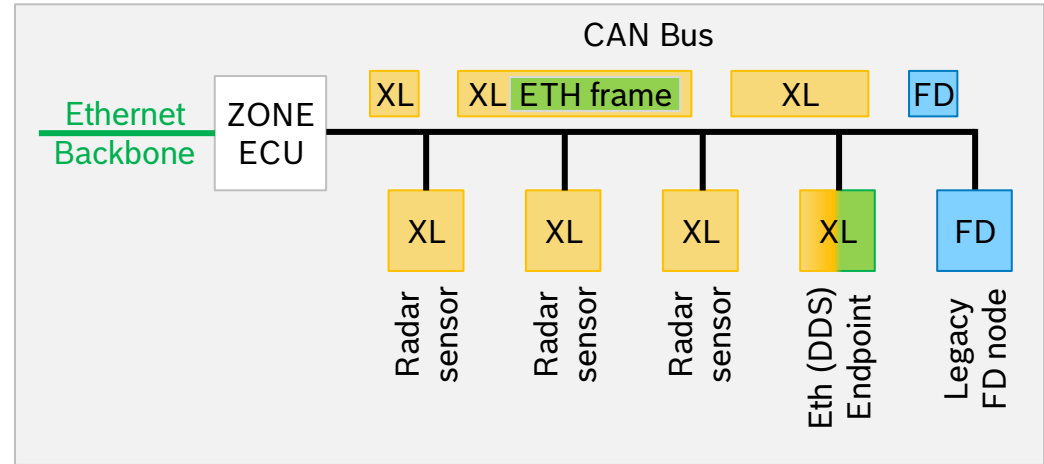 CAN Bus
XL
XL ETH frame
XL
FD
Ethernet
Backbone
ZONE
ECU
XL
XL
XL
XL
FD
Radar
sensor
Radar
sensor
Radar
sensor
Eth (DDS)
Endpoint
Legacy
FD node